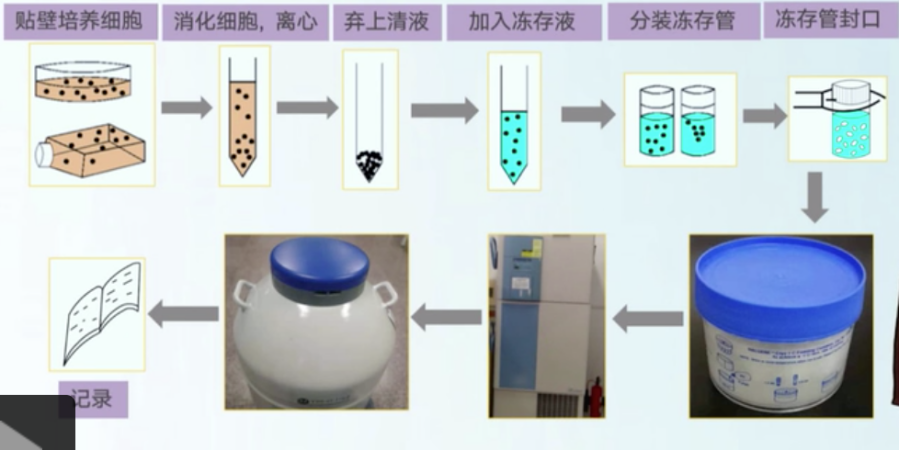 贴壁培养细胞
消化细胞，离心
弃上清液
加入冻存液
分装冻存管
冻存管封口
记录